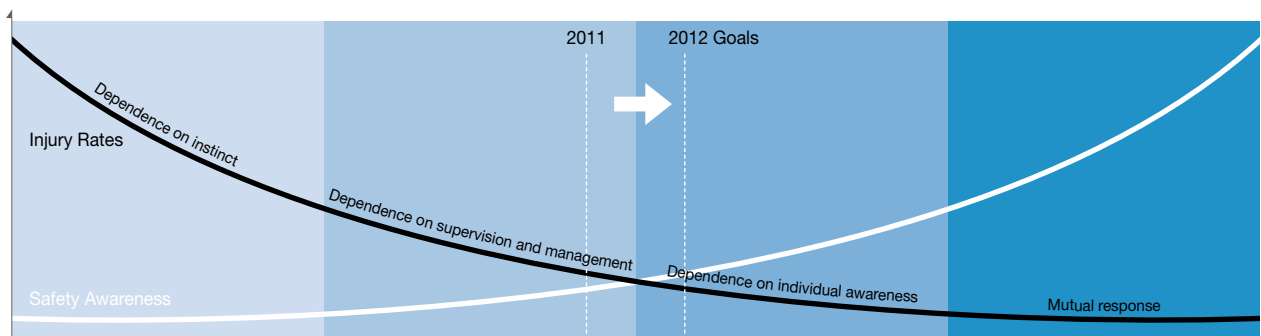 2011
2012 Goals
Dependence on instinct
Injury Rates
Dependence on supervision and management
Dependence on individual awareness
Safety Awareness
Mutual response